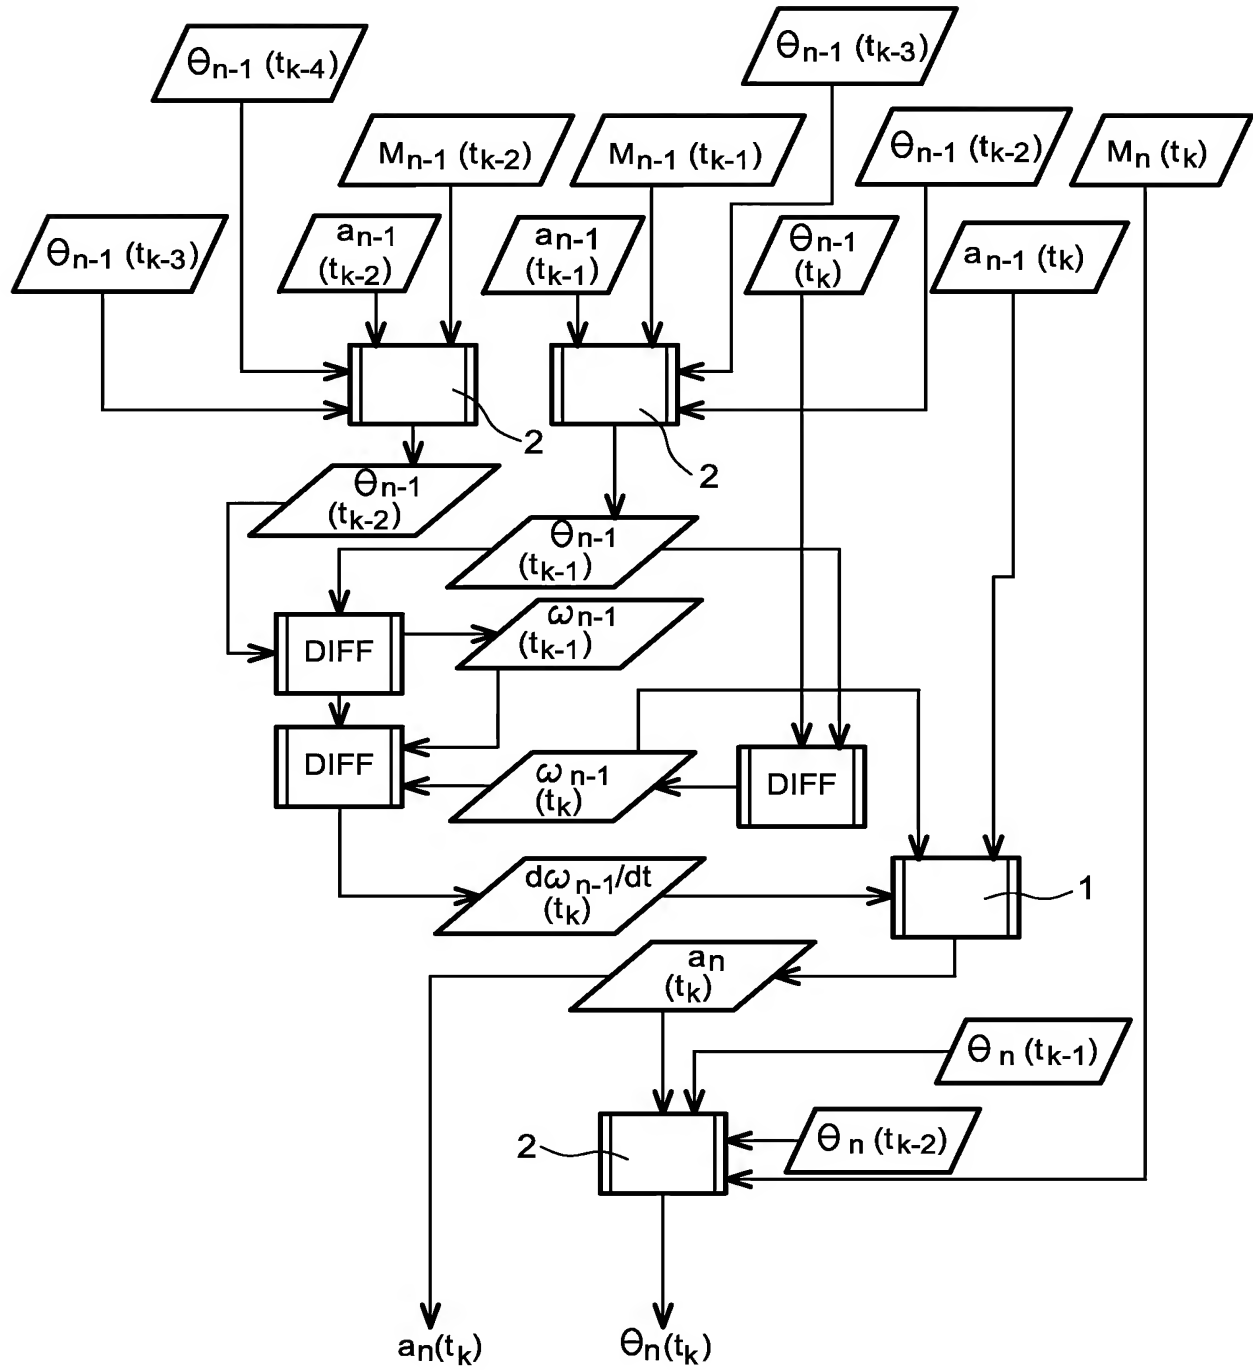 θn-1 (tk-4)
θn-1 (tk-3)
Mn-1 (tk-2)
Mn-1 (tk-1)
θn-1 (tk-2)
Mn (tk)
θn-1 (tk-3)
an-1
(tk-2)
an-1
(tk-1)
θn-1
(tk)
an-1 (tk)
2
2
θn-1
(tk-2)
θn-1
(tk-1)
DIFF
ωn-1
(tk-1)
DIFF
ωn-1
(tk)
DIFF
dωn-1/dt
(tk)
1
an
(tk)
θn (tk-1)
2
θn (tk-2)
an(tk)
θn(tk)